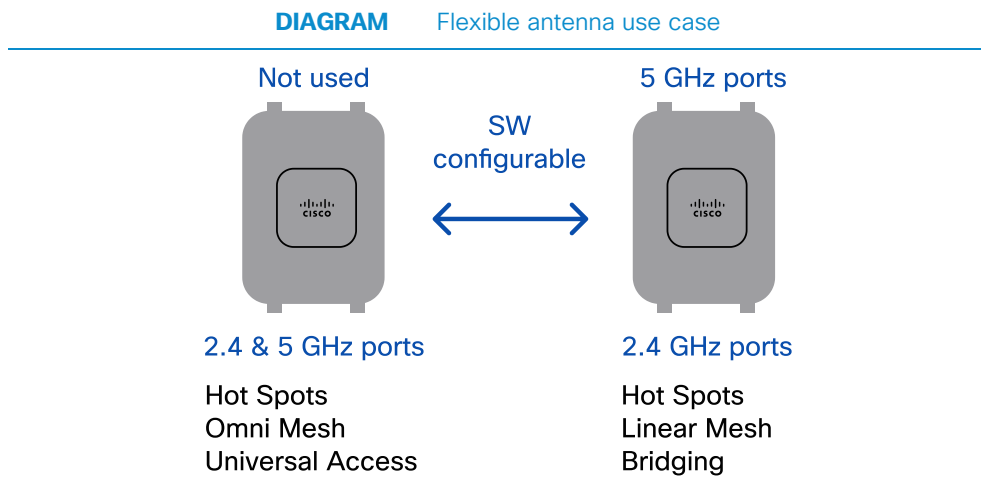 DIAGRAM Flexible antenna use case
Not used
5 GHz ports
SW
configurable
CISCO
CISCO
2.4 & 5 GHz ports
2.4 GHz ports
Hot Spots
Omni Mesh
Universal Access
Hot Spots
Linear Mesh
Bridging